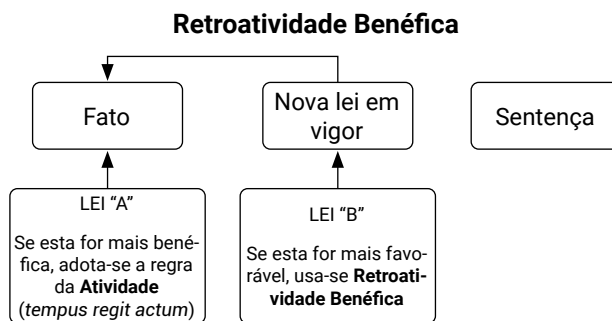 Retroatividade Benéfica
Fato
Nova lei em
vigor
Sentença
LEI “A”
Se esta for mais bené-
fica, adota-se a regra
da Atividade
(tempus regit actum)
LEI “B”
Se esta for mais favo-
rável, usa-se Retroati-
vidade Benéfica